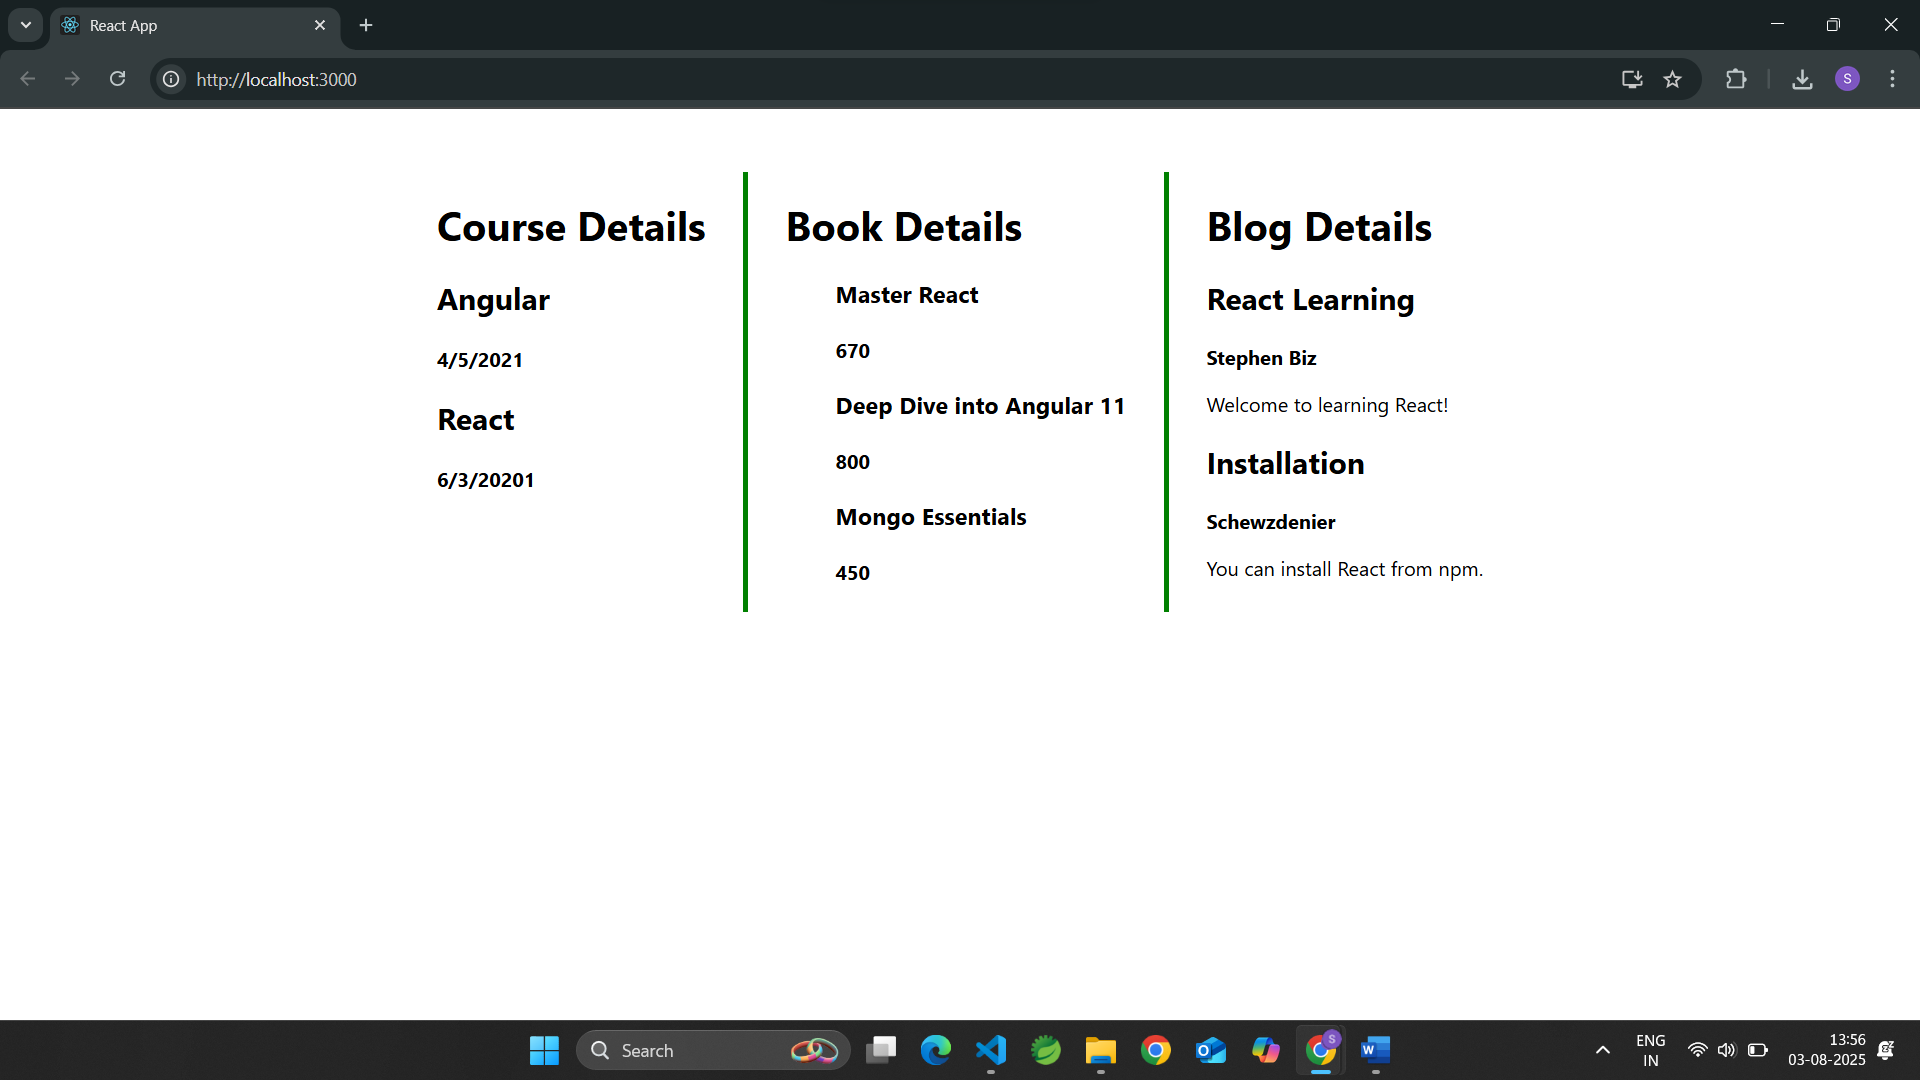 React App
http://localhost:3000
S
Course Details
Angular
4/5/2021
React
6/3/20201
Book Details
Master React
670
Deep Dive into Angular 11
800
Mongo Essentials
450
Blog Details
React Learning
Stephen Biz
Welcome to learning React!
Installation
Schewzdenier
You can install React from npm.
Search
S
ENG
IN
13:56
03-08-2025